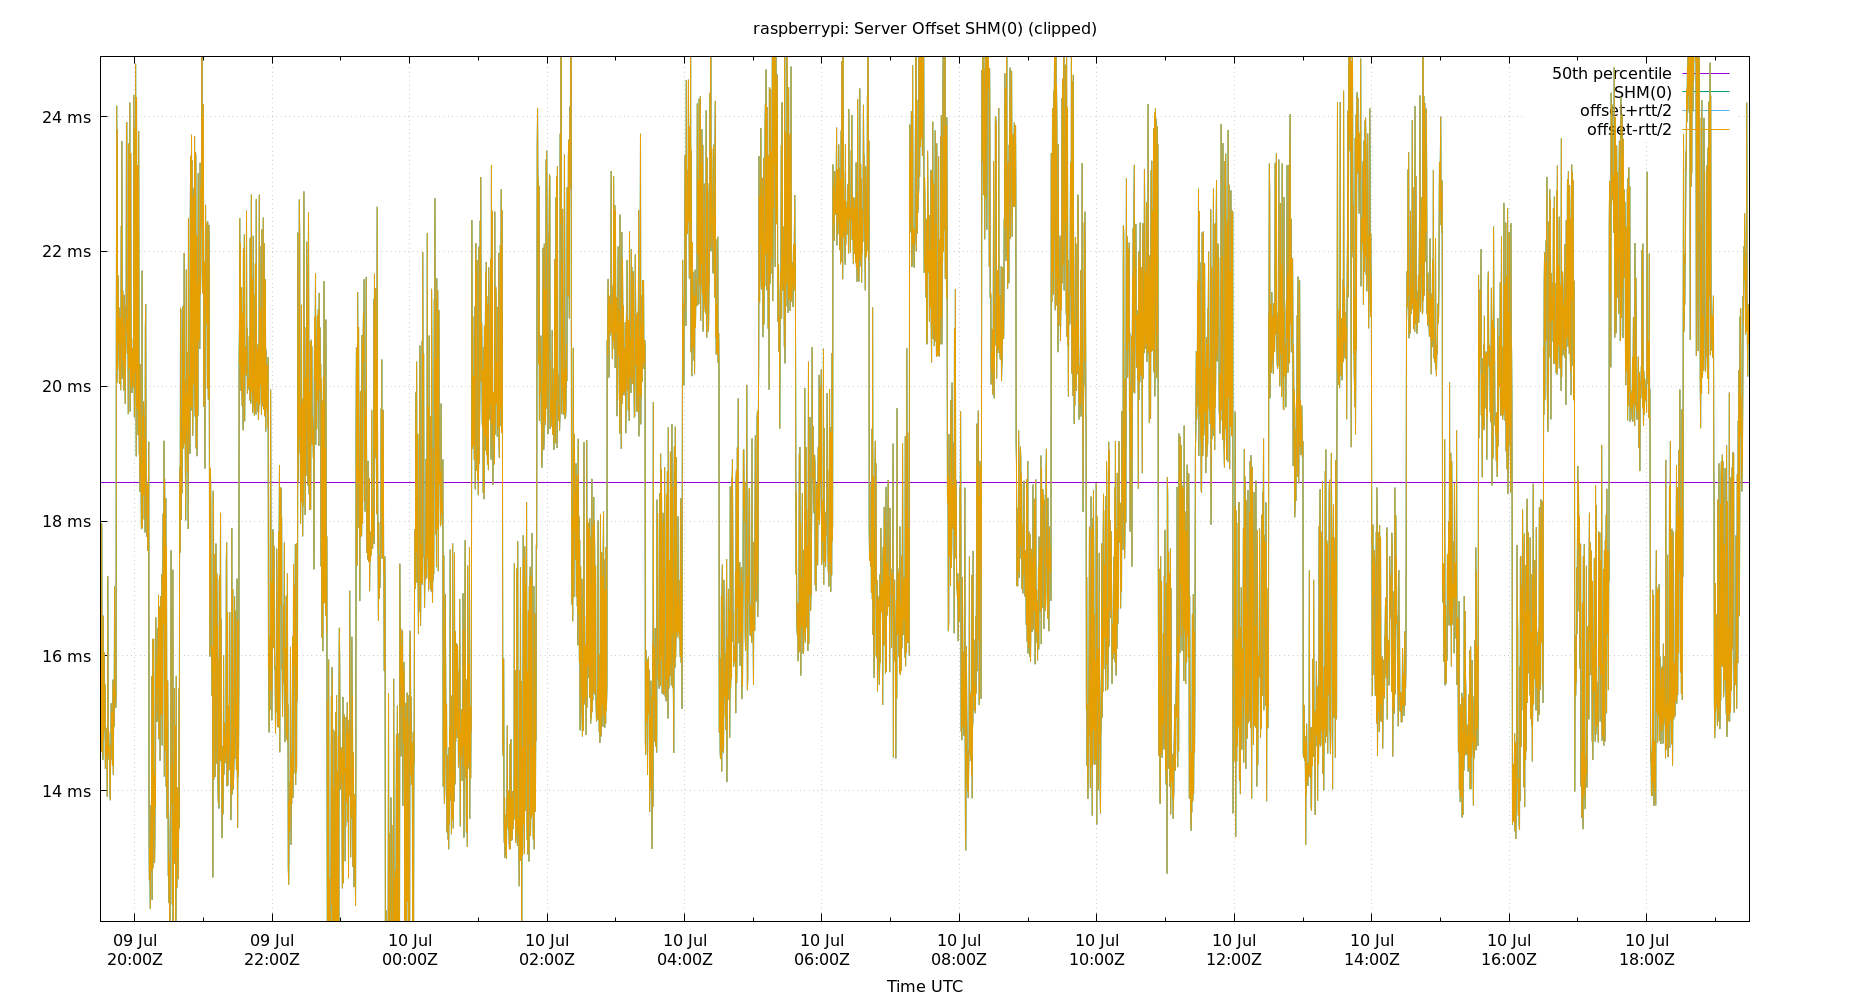 raspberrypi: Server Offset SHM(0) (clipped)
50th percentile
SHM(0)
offset+rtt/2
offset-rtt/2
24 ms
22 ms
20 ms
18 ms
16 ms
14 ms
09 Jul 09 Jul 10 Jul 10 Jul 10 Jul 10 Jul 10 Jul 10 Jul 10 Jul 10 Jul 10 Jul 10 Jul
20:00Z 22:00Z 00:00Z 02:00Z 04:00Z 06:00Z 08:00Z 10:00Z 12:00Z 14:00Z 16:00Z 18:00Z
Time UTC